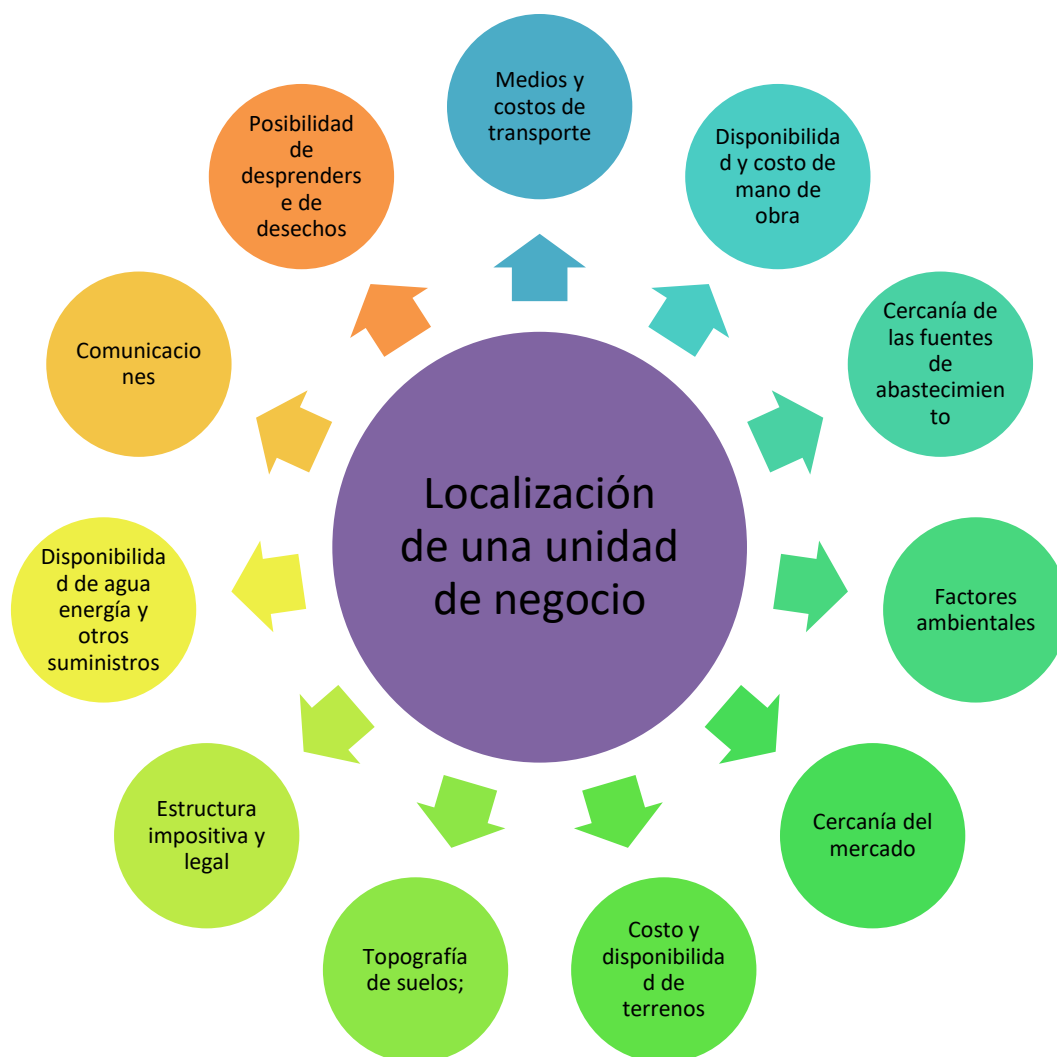 Medios y
costos de
transporte
Disponibilida
d y costo de
mano de
obra
Cercanía de
las fuentes
de
abastecimien
to
Factores
ambientales
Cercanía del
mercado
Costo y
disponibilida
d de
terrenos
Topografía
de suelos;
Estructura
impositiva y
legal
Disponibilida
d de agua
energía y
otros
suministros
Comunicacio
nes
Posibilidad
de
desprenders
e de
desechos
Localización
de una unidad
de negocio